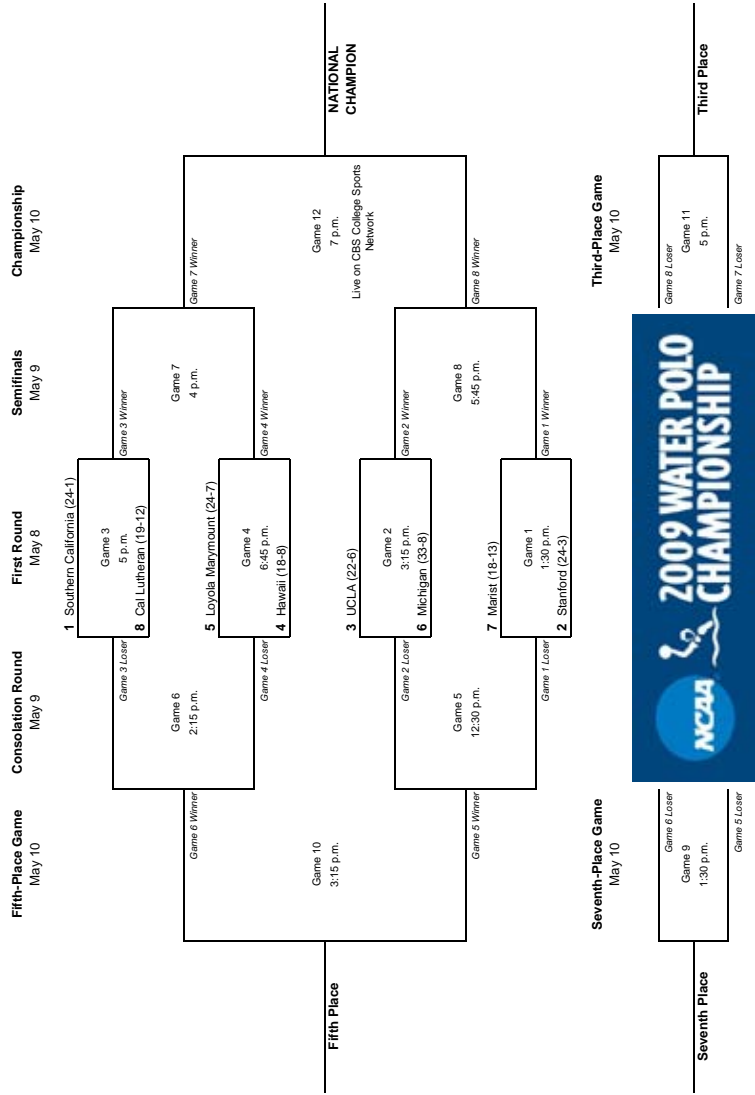 Fifth-Place Game
May 10
Consolation Round
May 9
First Round
May 8
Semifinals
May 9
Championship
May 10
1 Southern California (24-1)
Game 3
5 p.m.
8 Cal Lutheran (19-12)
Game 3 Loser
Game 3 Winner
Game 6
2:15 p.m.
Game 7
4 p.m.
5 Loyola Marymount (24-7)
Game 4
6:45 p.m.
4 Hawaii (18-8)
Game 4 Loser
Game 4 Winner
Game 6 Winner
Game 7 Winner
Game 10
3:15 p.m.
Game 12
7 p.m.
Live on CBS College Sports
Network
Fifth Place
NATIONAL
CHAMPION
3 UCLA (22-6)
Game 2
3:15 p.m.
6 Michigan (33-8)
Game 2 Loser
Game 2 Winner
Game 5
12:30 p.m.
Game 8
5:45 p.m.
Game 5 Winner
Game 8 Winner
7 Marist (18-13)
Game 1
1:30 p.m.
2 Stanford (24-3)
Game 1 Loser
Game 1 Winner
Seventh-Place Game
May 10
Game 6 Loser
Game 9
1:30 p.m.
Game 5 Loser
Seventh Place
NCAA
2009 WATER POLO
CHAMPIONSHIP
Third-Place Game
May 10
Game 8 Loser
Game 11
5 p.m.
Game 7 Loser
Third Place